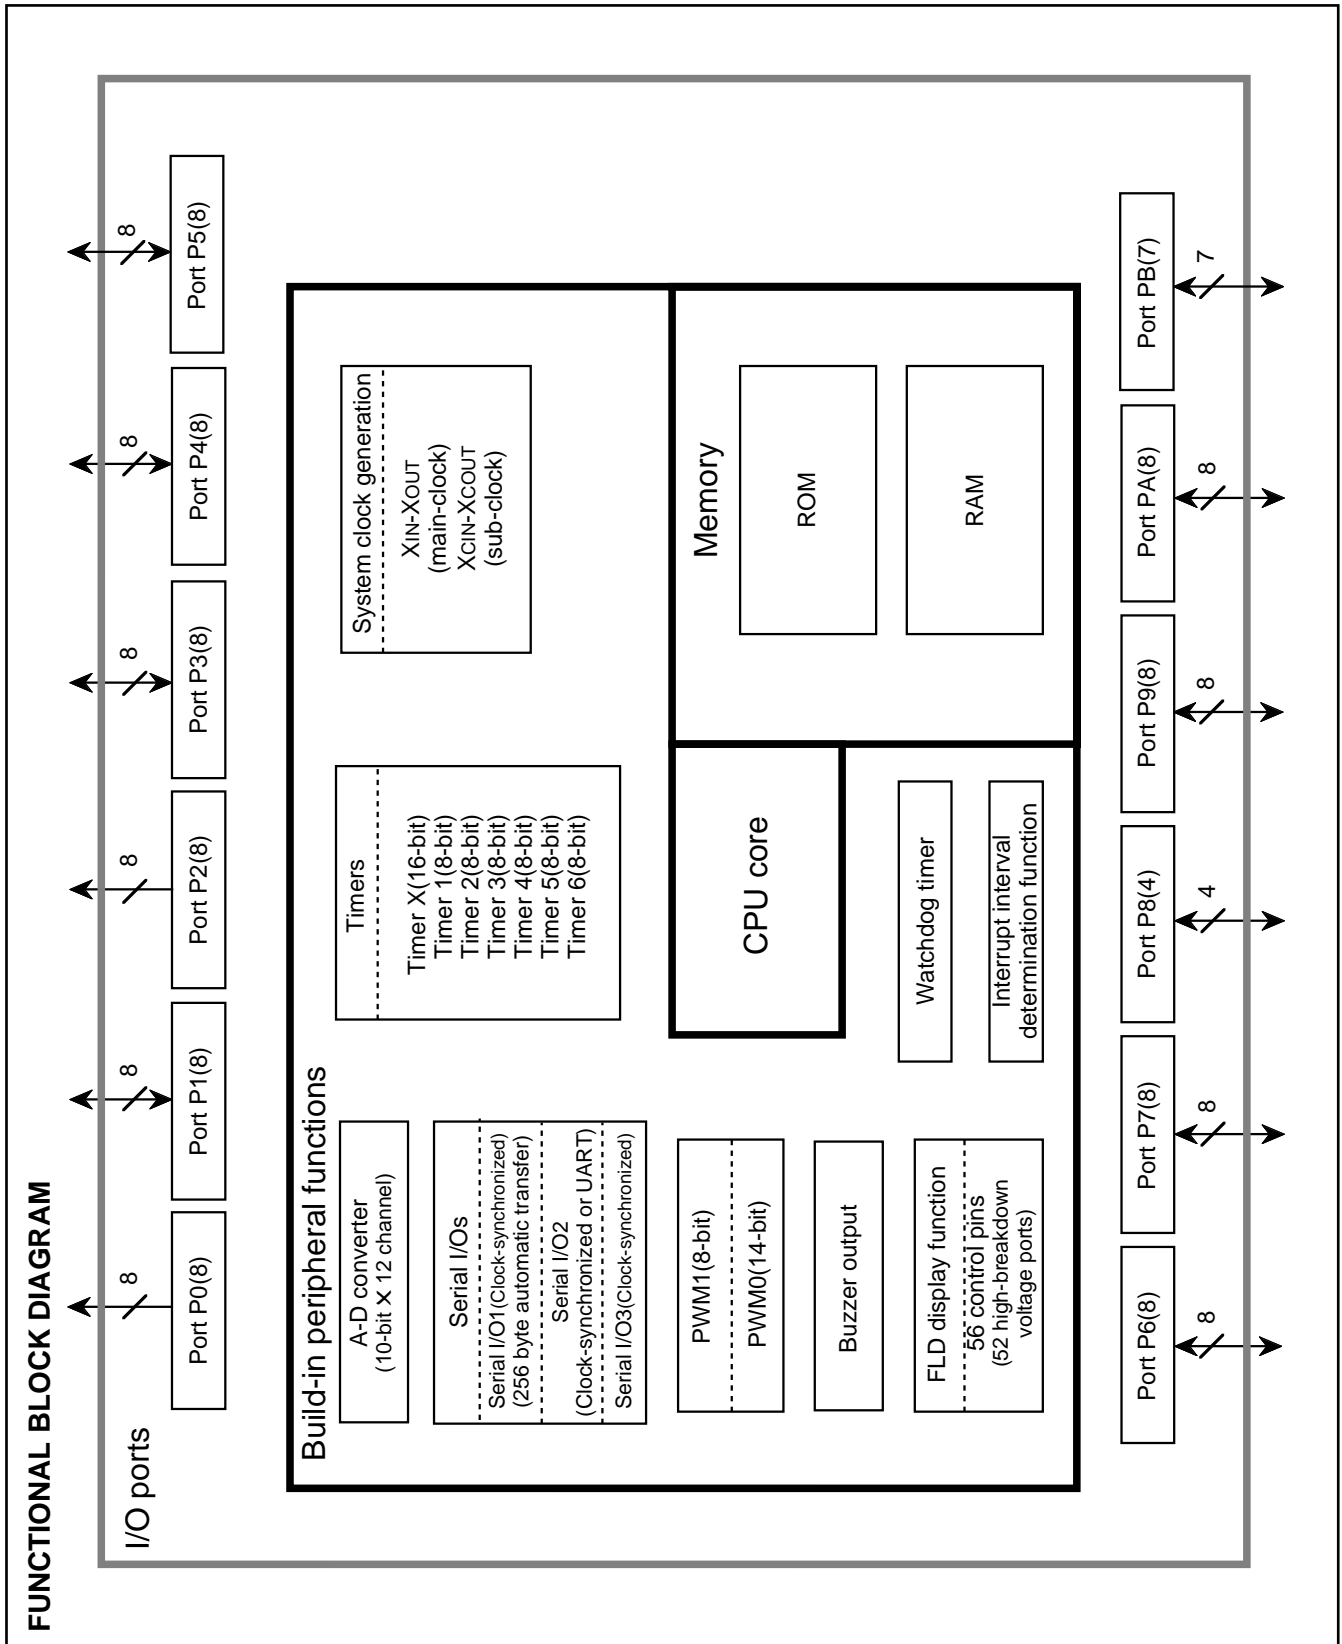 FUNCTIONAL BLOCK DIAGRAM
I/O ports
8
8
8
8
8
8
Port P0(8)
Port P1(8)
Port P2(8)
Port P3(8)
Port P4(8)
Port P5(8)
Build-in peripheral functions
A-D converter
(10-bit X 12 channel)
Serial I/Os
Serial I/O1(Clock-synchronized)
(256 byte automatic transfer)
Serial I/O2
(Clock-synchronized or UART)
Serial I/O3(Clock-synchronized)
PWM1(8-bit)
PWM0(14-bit)
Buzzer output
FLD display function
56 control pins
(52 high-breakdown
voltage ports)
Timers
Timer X(16-bit)
Timer 1(8-bit)
Timer 2(8-bit)
Timer 3(8-bit)
Timer 4(8-bit)
Timer 5(8-bit)
Timer 6(8-bit)
CPU core
Watchdog timer
Interrupt interval
determination function
System clock generation
XIN-XOUT
(main-clock)
XCIN-XCOUT
(sub-clock)
Memory
ROM
RAM
Port P6(8)
Port P7(8)
Port P8(4)
Port P9(8)
Port PA(8)
Port PB(7)
8
8
4
8
8
7